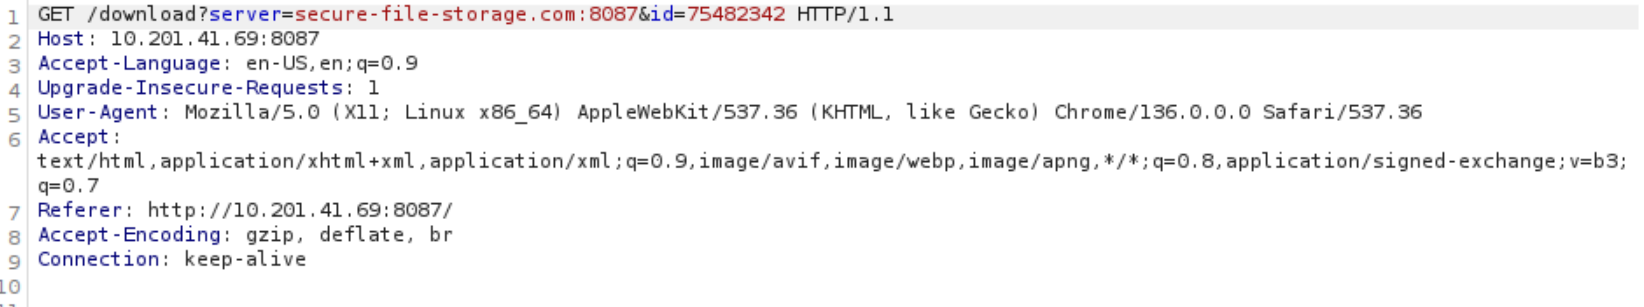 1 GET /download?server=secure-file-storage.com:8087&id=75482342 HTTP/1.1
2 Host: 10.201.41.69:8087
3 Accept-Language: en-US,en;q=0.9
4 Upgrade-Insecure-Requests: 1
5 User-Agent: Mozilla/5.0 (X11; Linux x86_64) AppleWebKit/537.36 (KHTML, like Gecko) Chrome/136.0.0.0 Safari/537.36
6 Accept:
text/html,application/xhtml+xml,application/xml;q=0.9,image/avif,image/webp,image/apng,*/*;q=0.8,application/signed-exchange;v=b3;
q=0.7
7 Referer: http://10.201.41.69:8087/
8 Accept-Encoding: gzip, deflate, br
9 Connection: keep-alive
10